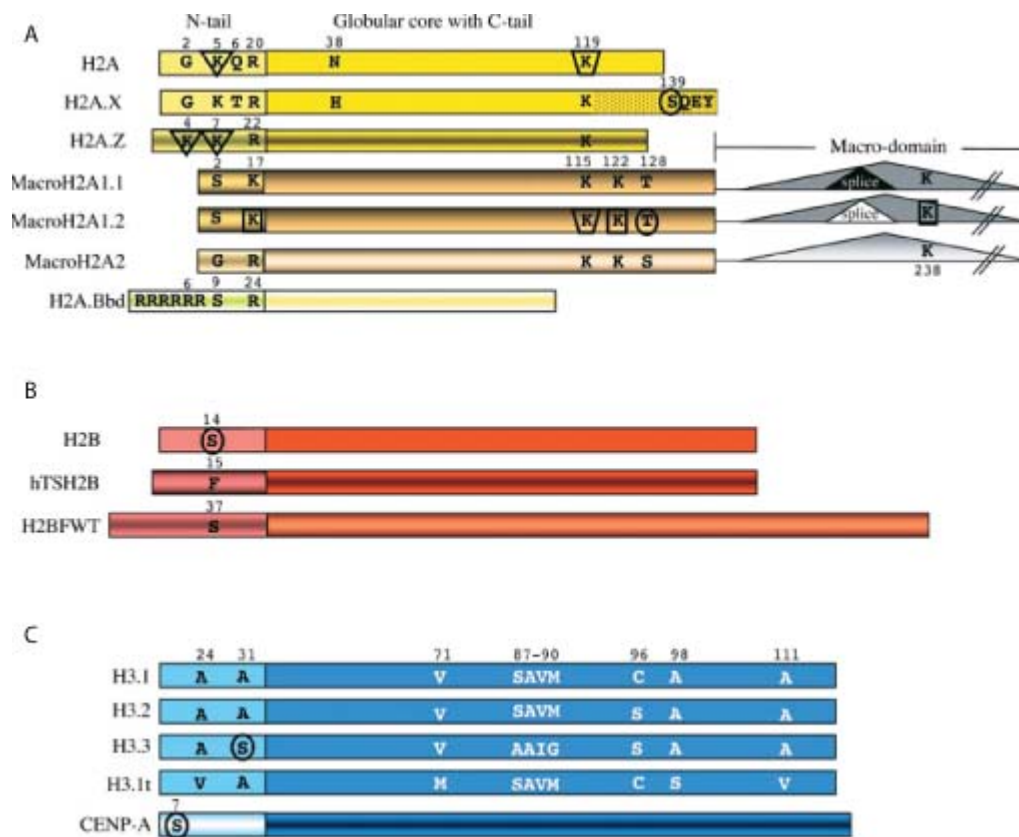 A
N-tail Globular core with C-tail
2 5 6 20 38 119
H2A G K Q R N K
139
H2A.X G K T R H K S QEY
4 7 22
H2A.Z K K R K
Macro-domain
2 17 115 122 128
MacroH2A1.1 S K K K T splice K
MacroH2A1.2 S K K K T splice K
MacroH2A2 G R K K S K
238
6 9 24
H2A.Bbd RRRRRR S R
B
14
H2B S
15
hTSH2B F
37
H2BFWT S
C
24 31 71 87-90 96 98 111
H3.1 A A V SAVM C A A
H3.2 A A V SAVM S A A
H3.3 A S V AAIG S A A
H3.1t V A M SAVM C S V
7
CENP-A S